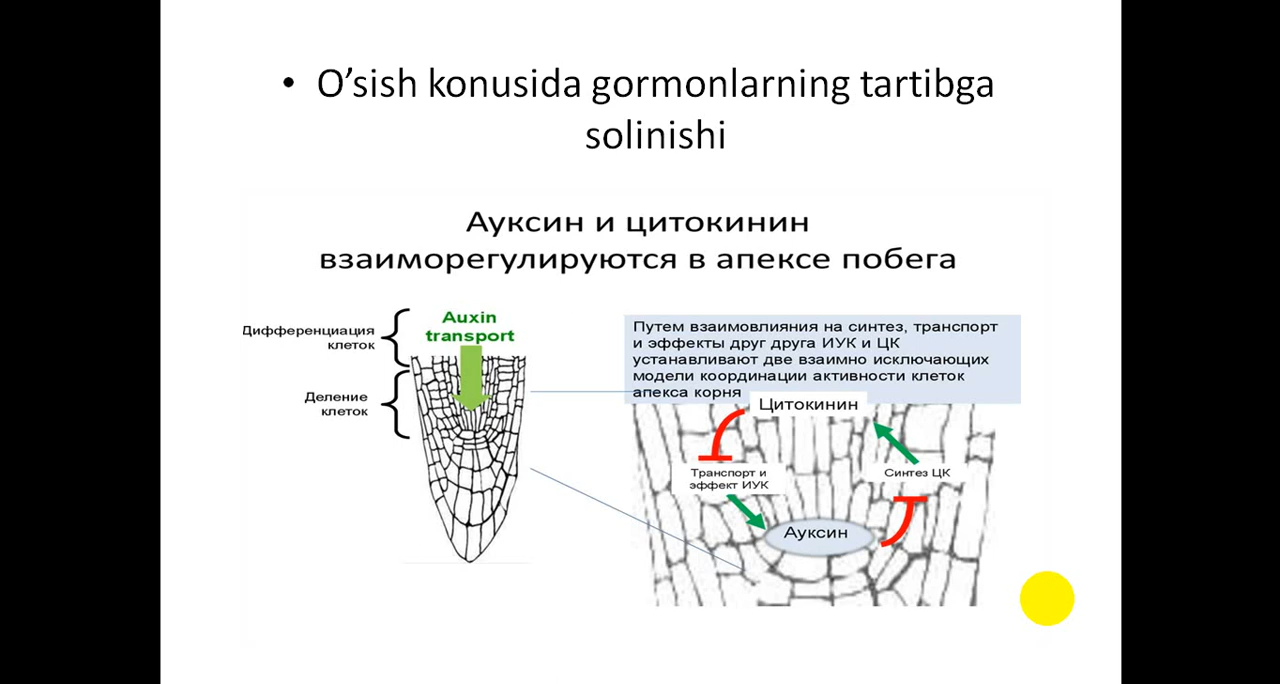 • O’sish konusida gormonlarning tartibga
solinishi
Ауксин и цитокинин
взаиморегулируются в апексе побега
Дифференциация
клеток
Деление
клеток
Auxin
transport
Путем взаимовлияния на синтез, транспорт
и эффекты друг друга ИУК и ЦК
устанавливают две взаимно исключающих
модели координации активности клеток
апекса корня
Цитокинин
Транспорт и
эффект ИУК
Синтез ЦК
Ауксин